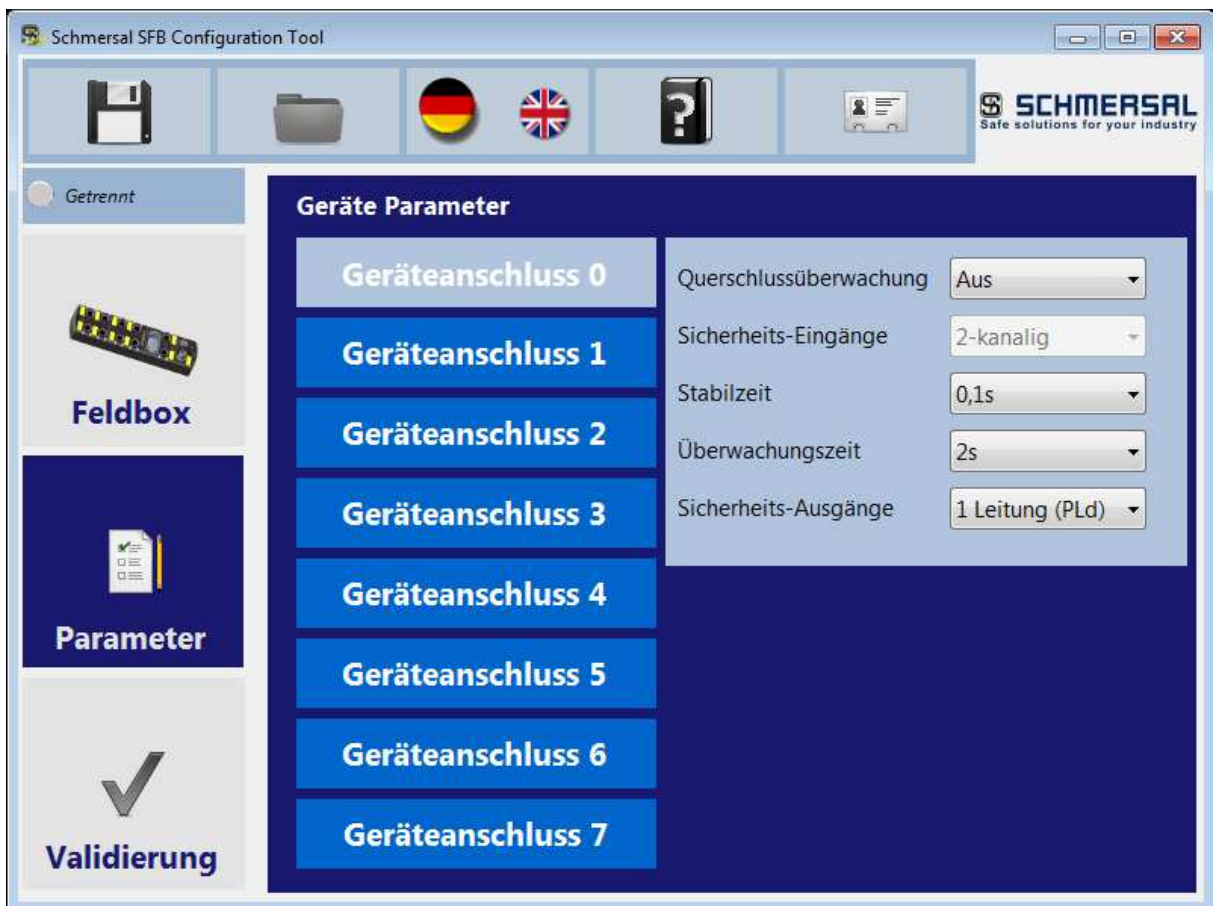 Schmersal SFB Configuration Tool
SCHMERSAL
Safe solutions for your industry
Getrennt
Feldbox
Parameter
Validierung
Geräte Parameter
Geräteanschluss 0
Geräteanschluss 1
Geräteanschluss 2
Geräteanschluss 3
Geräteanschluss 4
Geräteanschluss 5
Geräteanschluss 6
Geräteanschluss 7
Querschlussüberwachung Aus
Sicherheits-Eingänge 2-kanalig
Stabilzeit 0,1s
Überwachungszeit 2s
Sicherheits-Ausgänge 1 Leitung (PLd)